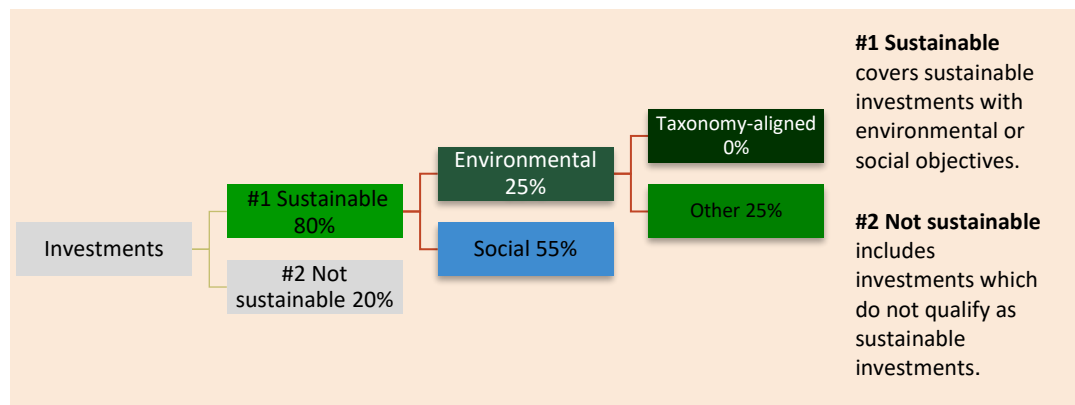 Investments
#1 Sustainable
80%
#2 Not
sustainable 20%
Environmental
25%
Social 55%
Taxonomy-aligned
0%
Other 25%
#1 Sustainable
covers sustainable
investments with
environmental or
social objectives.
#2 Not sustainable
includes
investments which
do not qualify as
sustainable
investments.